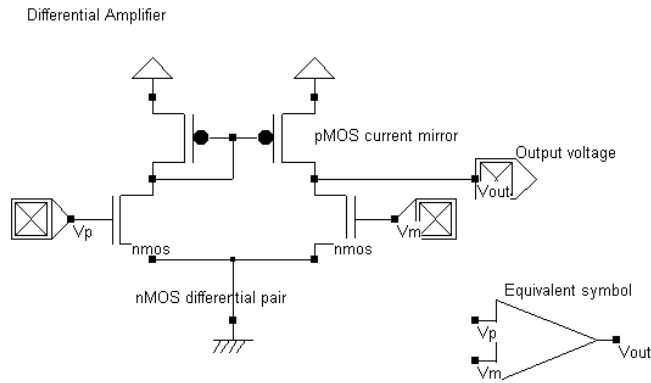 Differential Amplifier
pMOS current mirror
Output voltage
Vout
Vp
nmos
nmos
Vm
nMOS differential pair
Equivalent symbol
Vp
Vout
Vm